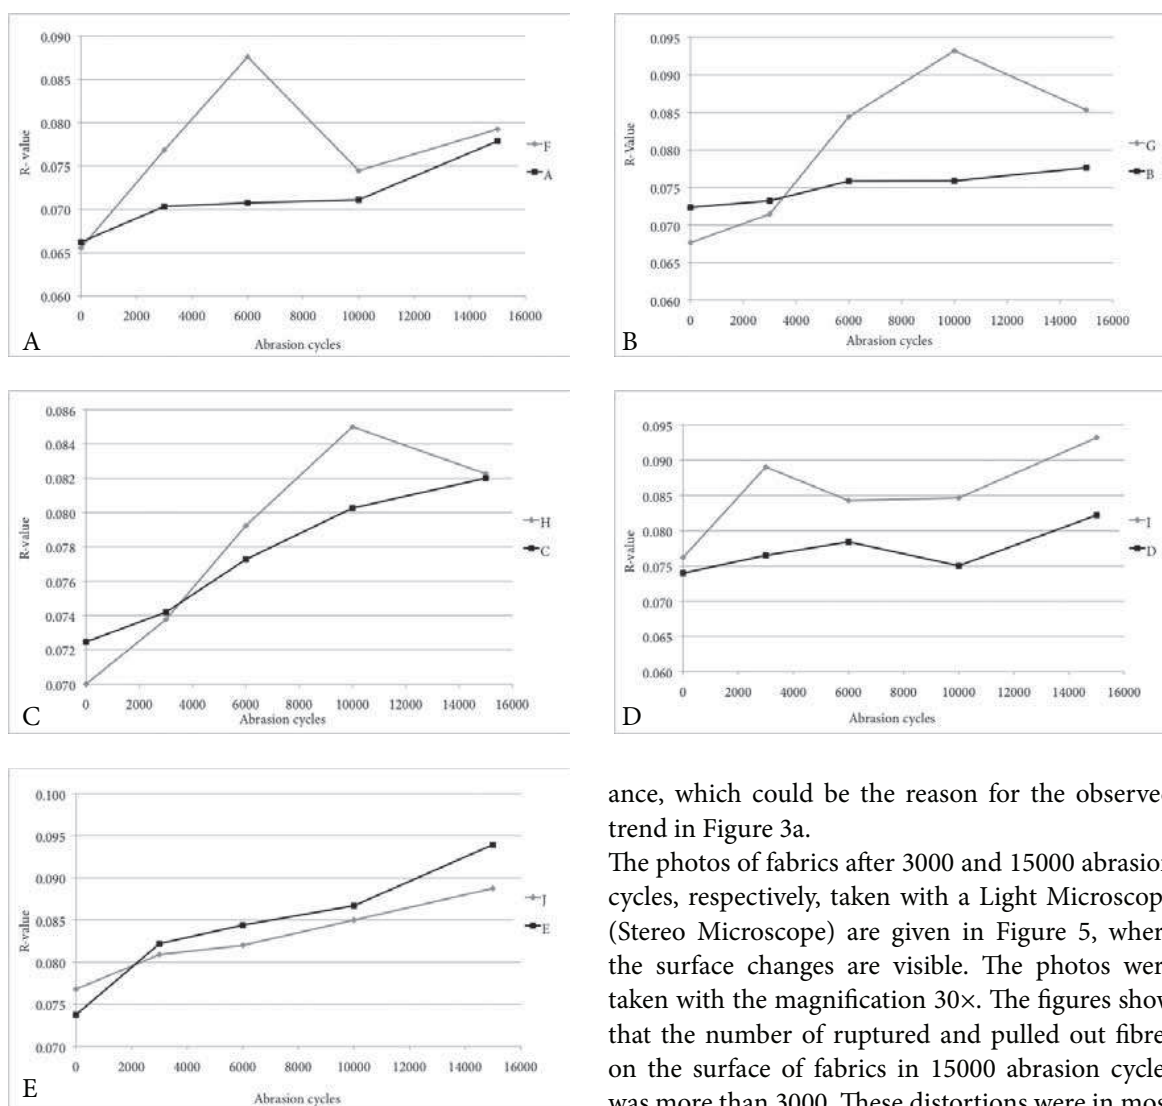 0.090
0.085
0.080
0.075
0.070
0.065
0.060
R- value
0 2000 4000 6000 8000 10000 12000 14000 16000
Abrasion cycles
F
A
A
0.095
0.090
0.085
0.080
0.075
0.070
0.065
0.060
R-Value
0 2000 4000 6000 8000 10000 12000 14000 16000
Abrasion cycles
G
B
B
0.086
0.084
0.082
0.080
0.078
0.076
0.074
0.072
0.070
R-value
0 2000 4000 6000 8000 10000 12000 14000 16000
Abrasion cycles
H
C
C
0.095
0.090
0.085
0.080
0.075
0.070
0.065
0.060
R-value
0 2000 4000 6000 8000 10000 12000 14000 16000
Abrasion cycles
I
D
D
0.100
0.095
0.090
0.085
0.080
0.075
0.070
R-value
0 2000 4000 6000 8000 10000 12000 14000 16000
Abrasion cycles
J
E
E
ance, which could be the reason for the observe
trend in Figure 3a.
The photos of fabrics after 3000 and 15000 abrasion
cycles, respectively, taken with a Light Microscop
(Stereo Microscope) are given in Figure 5, wher
the surface changes are visible. The photos wer
taken with the magnification 30×. The figures show
that the number of ruptured and pulled out fibre
on the surface of fabrics in 15000 abrasion cycle
was more than 3000. These distortions were in mos